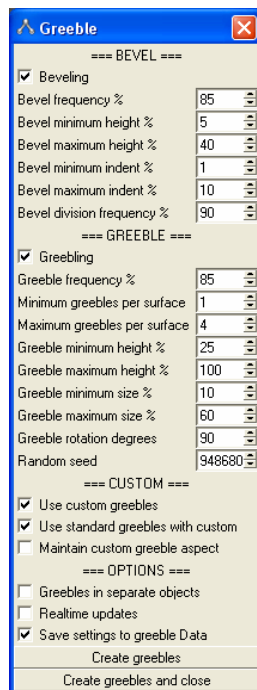 Greeble
=== BEVEL ===
Beveling
Bevel frequency % 85
Bevel minimum height % 5
Bevel maximum height % 40
Bevel minimum indent % 1
Bevel maximum indent % 10
Bevel division frequency % 90
=== GREEBLE ===
Greebling
Greeble frequency % 85
Minimum greebles per surface 1
Maximum greebles per surface 4
Greeble minimum height % 25
Greeble maximum height % 100
Greeble minimum size % 10
Greeble maximum size % 60
Greeble rotation degrees 90
Random seed 948680
=== CUSTOM ===
Use custom greebles
Use standard greebles with custom
Maintain custom greeble aspect
=== OPTIONS ===
Greebles in separate objects
Realtime updates
Save settings to greeble Data
Create greebles
Create greebles and close